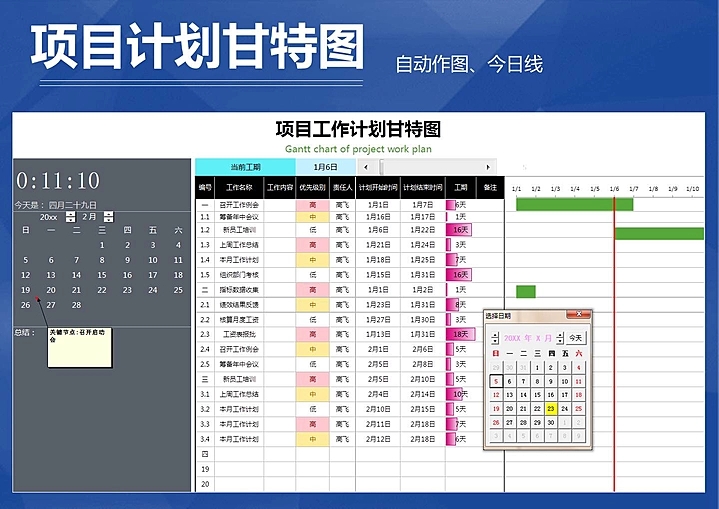 项目计划甘特图
自动作图、今日线
项目工作计划甘特图
Gantt chart of project work plan
当前工期 1月6日
0:11:10
今天是： 四月二十九日
20xx 2 月
日 一 二 三 四 五 六
1 2 3 4
5 6 7 8 9 10 11
12 13 14 15 16 17 18
19 20 21 22 23 24 25
26 27 28
总结：
关键节点:召开启动
会
编号 工作名称 工作内容 优先级别 责任人 计划开始时间 计划结束时间 工期 备注
1/1 1/2 1/3 1/4 1/5 1/6 1/7 1/8 1/9 1/10
一 召开工作例会 高 高飞 1月1日 1月7日 6天
1.1 筹备年中会议 中 高飞 1月16日 1月17日 1天
1.2 新员工培训 低 高飞 1月6日 1月22日 16天
1.3 上周工作总结 高 高飞 1月21日 1月24日 3天
1.4 本月工作计划 中 高飞 1月18日 1月25日 7天
1.5 组织部门考核 低 高飞 1月15日 1月31日 16天
二 指标数据收集 高 高飞 1月1日 1月2日 1天
2.1 绩效结果反馈 中 高飞 1月23日 1月31日 8天
2.2 核算月度工资 低 高飞 1月27日 1月30日 3天
2.3 工资表报批 高 高飞 1月13日 1月31日 18天
2.4 召开工作例会 中 高飞 2月1日 2月6日 5天
2.5 筹备年中会议 低 高飞 2月5日 2月8日 3天
三 新员工培训 高 高飞 2月5日 2月10日 5天
3.1 上周工作总结 中 高飞 2月4日 2月14日 10天
3.2 本月工作计划 低 高飞 2月10日 2月15日 5天
3.3 本月工作计划 高 高飞 2月11日 2月18日 7天
3.4 本月工作计划 中 高飞 2月12日 2月18日 6天
四
19
20
选择日期
20XX 年 X 月 今天
日 一 二 三 四 五 六
29 30 31 1 2 3 4
5 6 7 8 9 10 11
12 13 14 15 16 17 18
19 20 21 22 23 24 25
26 27 28 29 30 1 2
3 4 5 6 7 8 9